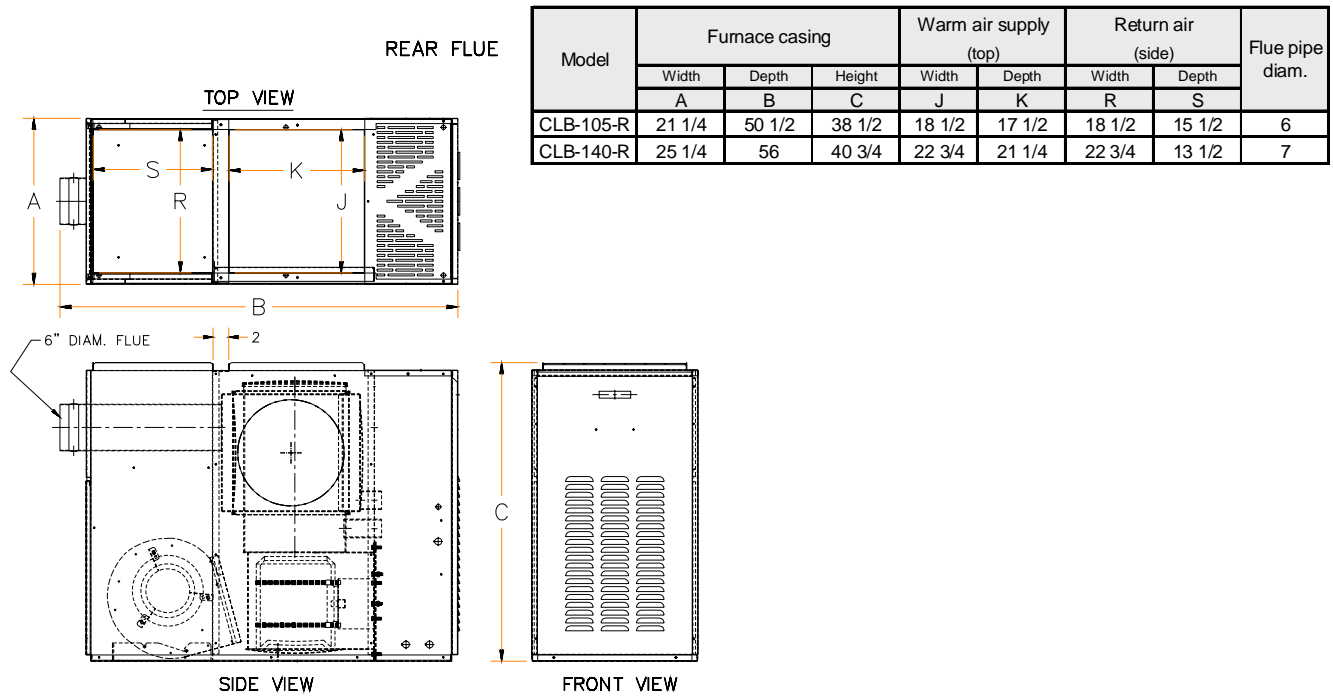 REAR FLUE
Model Furnace casing Warm air supply (top) Return air (side) Flue pipe diam.
Width Depth Height Width Depth Width Depth
A B C J K R S
CLB-105-R 21 1/4 50 1/2 38 1/2 18 1/2 17 1/2 18 1/2 15 1/2 6
CLB-140-R 25 1/4 56 40 3/4 22 3/4 21 1/4 22 3/4 13 1/2 7
TOP VIEW
A S R K J
B
6" DIAM. FLUE
2
C
SIDE VIEW
FRONT VIEW